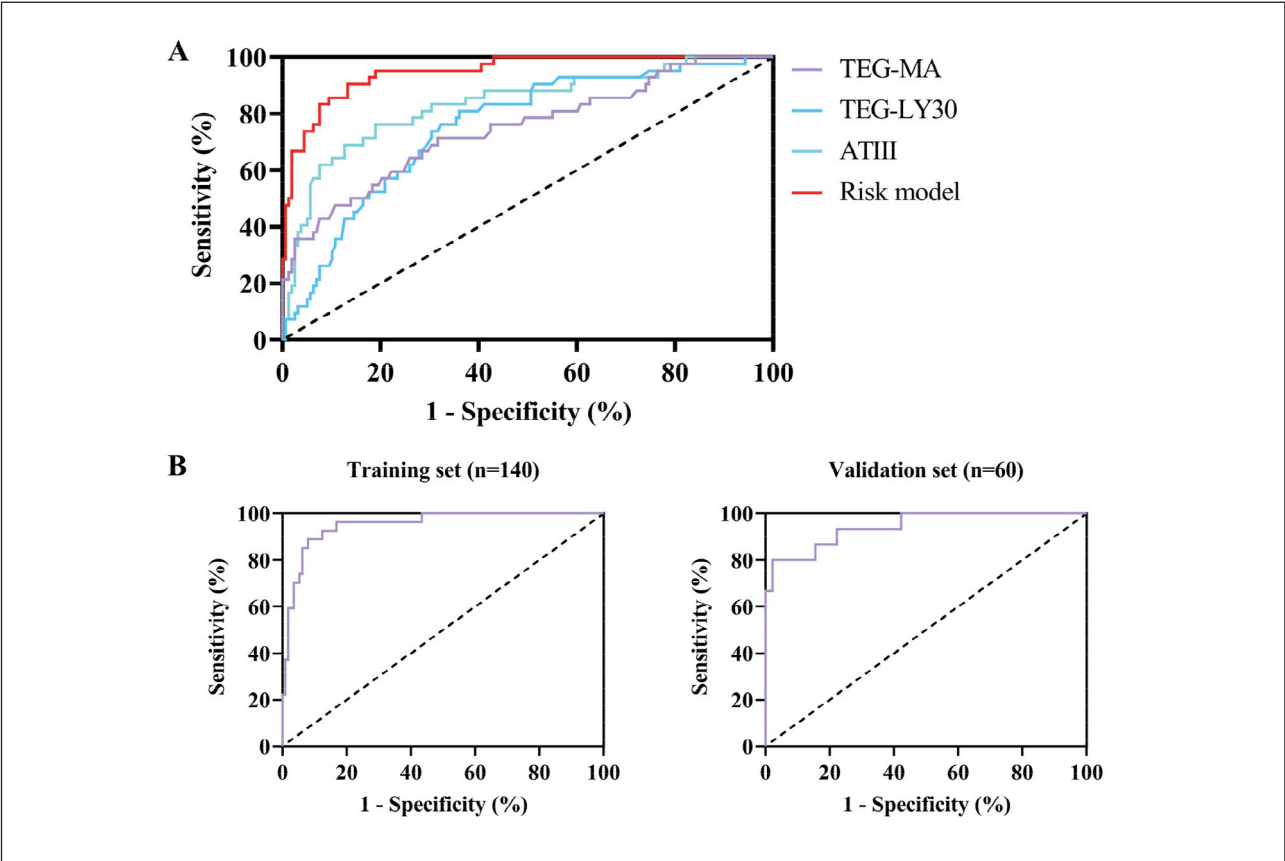 A
100
80
60
40
20
0
Sensitivity (%)
0 20 40 60 80 100
1 - Specificity (%)
TEG-MA
TEG-LY30
ATIII
Risk model
B
Training set (n=140)
100
80
60
40
20
0
Sensitivity (%)
0 20 40 60 80 100
1 - Specificity (%)
Validation set (n=60)
100
80
60
40
20
0
Sensitivity (%)
0 20 40 60 80 100
1 - Specificity (%)